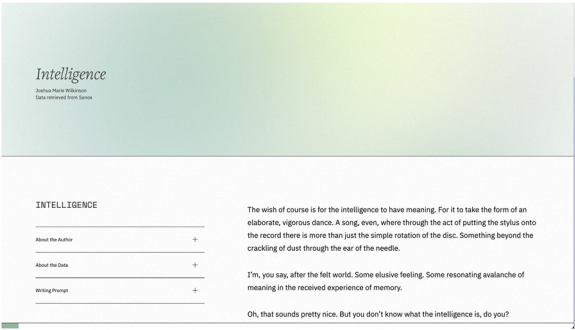 Intelligence
Joshua Marie Wilkinson
Data retrieved from Sonos
INTELLIGENCE
About the Author
About the Data
Writing Prompt
The wish of course is for the intelligence to have meaning. For it to take the form of an
elaborate, vigorous dance. A song, even, where through the act of putting the stylus onto
the record there is more than just the simple rotation of the disc. Something beyond the
crackling of dust through the ear of the needle.
I'm, you say, after the felt world. Some elusive feeling. Some resonating avalanche of
meaning in the received experience of memory.
Oh, that sounds pretty nice. But you don't know what the intelligence is, do you?